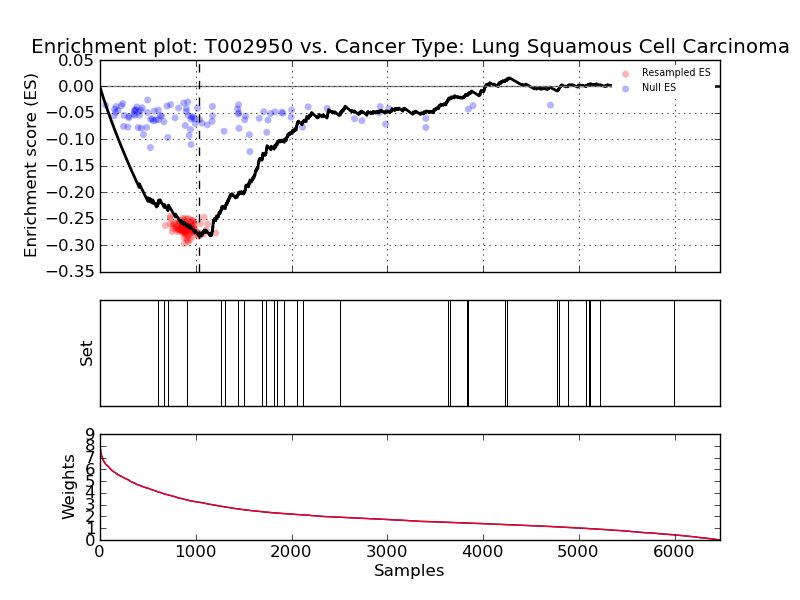 Enrichment plot: T002950 vs. Cancer Type: Lung Squamous Cell Carcinoma
Enrichment score (ES)
0.05
0.00
−0.05
−0.10
−0.15
−0.20
−0.25
−0.30
−0.35
Resampled ES
Null ES
Set
Weights
9
8
7
6
5
4
3
2
1
0
0 1000 2000 3000 4000 5000 6000
Samples